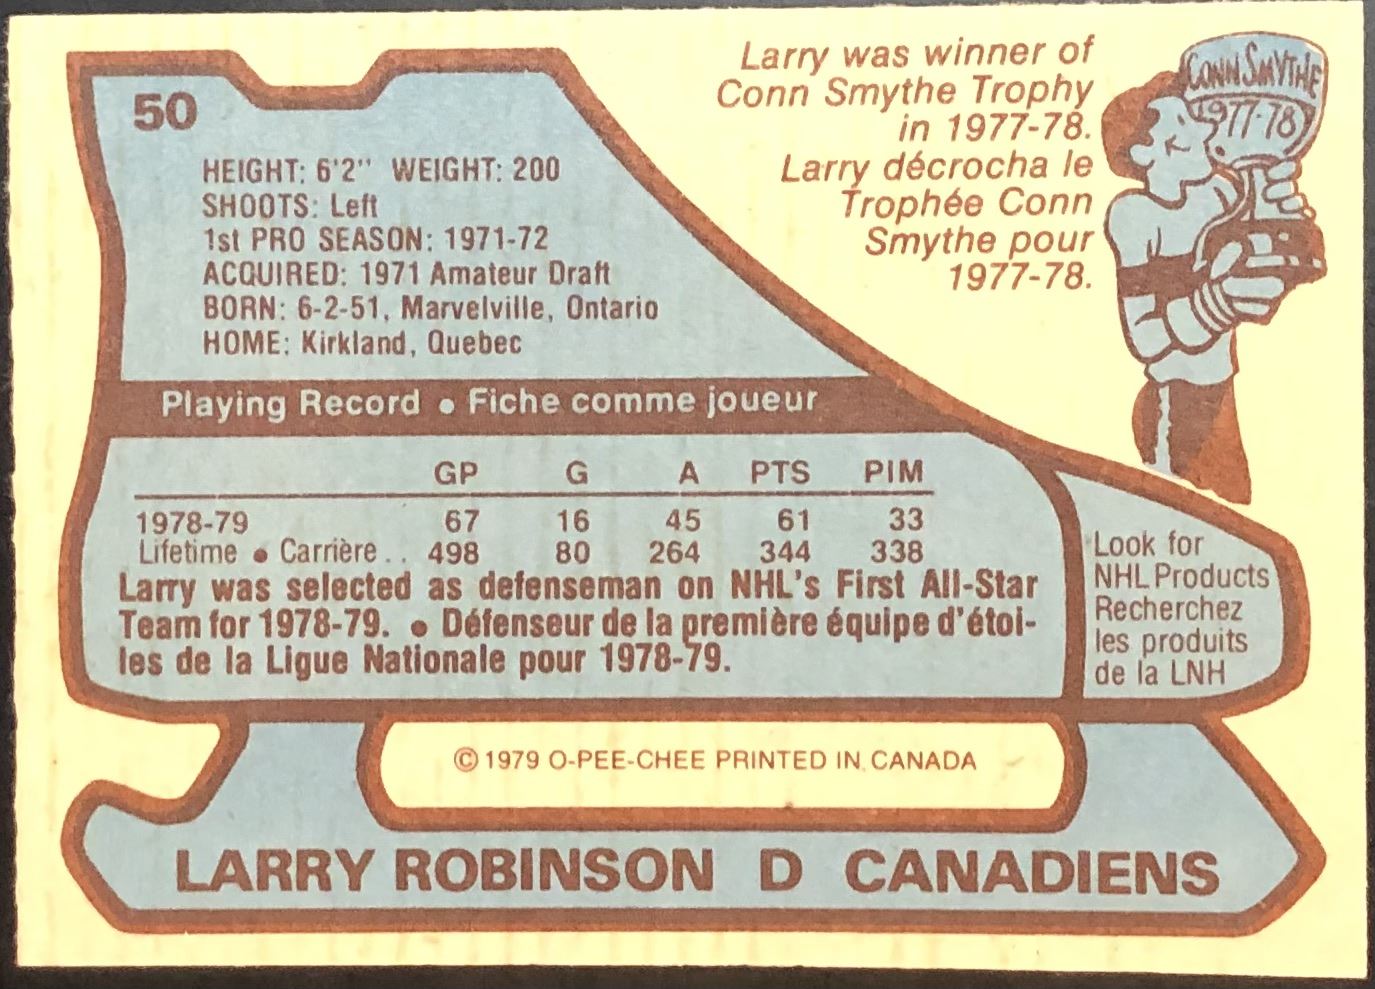 50
HEIGHT: 6'2" WEIGHT: 200
SHOOTS: Left
1st PRO SEASON: 1971-72
ACQUIRED: 1971 Amateur Draft
BORN: 6-2-51, Marvelville, Ontario
HOME: Kirkland, Quebec
Larry was winner of
Conn Smythe Trophy
in 1977-78.
Larry décrocha le
Trophée Conn
Smythe pour
1977-78.
CONN SMYTHE
1977-78
Playing Record • Fiche comme joueur
GP G A PTS PIM
1978-79 67 16 45 61 33
Lifetime • Carrière .. 498 80 264 344 338
Larry was selected as defenseman on NHL's First All-Star
Team for 1978-79. • Défenseur de la première équipe d'étoi-
les de la Ligue Nationale pour 1978-79.
Look for
NHL Products
Recherchez
les produits
de la LNH
© 1979 O-PEE-CHEE PRINTED IN CANADA
LARRY ROBINSON D CANADIENS